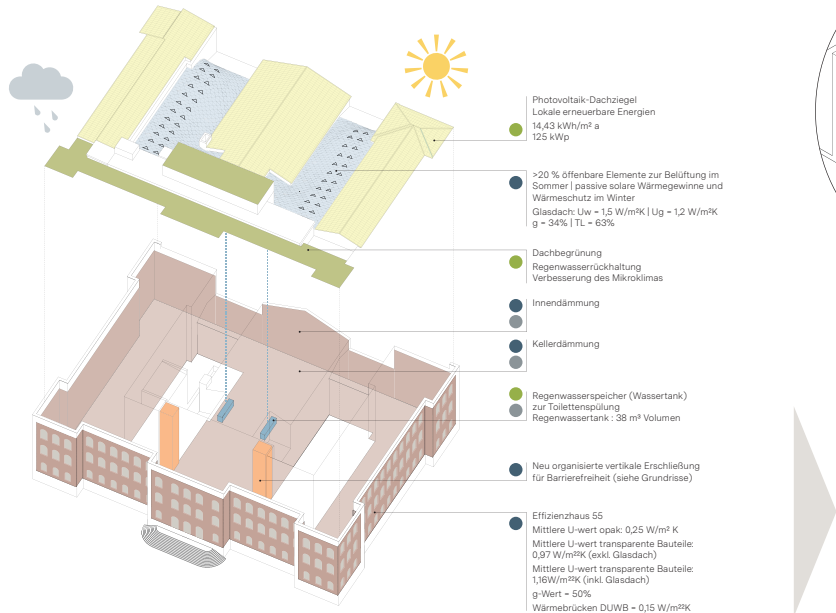 Photovoltaik-Dachziegel
Lokale erneuerbare Energien
14,43 kWh/m² a
125 kWp
>20 % öffenbare Elemente zur Belüftung im
Sommer | passive solare Wärmegewinne und
Wärmeschutz im Winter
Glasdach: Uw = 1,5 W/m²K | Ug = 1,2 W/m²K
g = 34% | TL = 63%
Dachbegrünung
Regenwasserrückhaltung
Verbesserung des Mikroklimas
Innendämmung
Kellerdämmung
Regenwasserspeicher (Wassertank)
zur Toilettenspülung
Regenwassertank : 38 m³ Volumen
Neu organisierte vertikale Erschließung
für Barrierefreiheit (siehe Grundrisse)
Effizienzhaus 55
Mittlere U-wert opak: 0,25 W/m² K
Mittlere U-wert transparente Bauteile:
0,97 W/m²²K (exkl. Glasdach)
Mittlere U-wert transparente Bauteile:
1,16W/m²²K (inkl. Glasdach)
g-Wert = 50%
Wärmebrücken DUWB = 0,15 W/m²²K